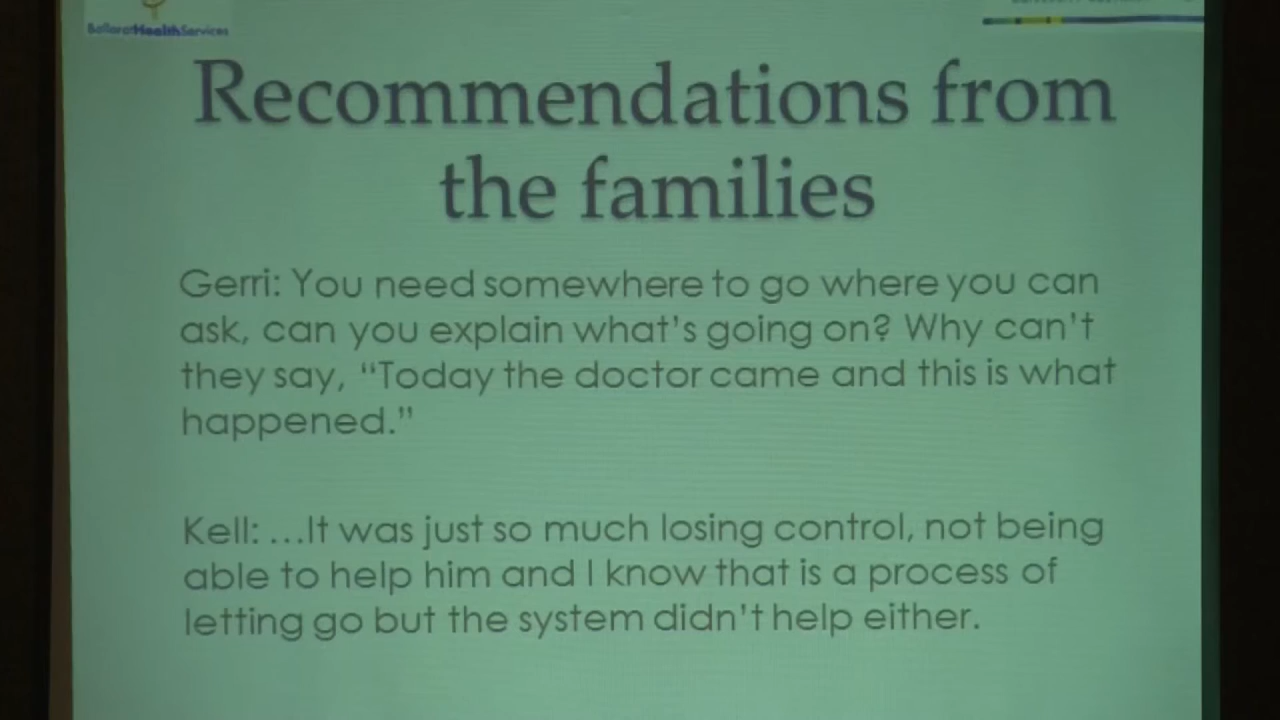 BallaratHealthServices
Recommendations from
the families
Gerri: You need somewhere to go where you can
ask, can you explain what's going on? Why can't
they say, “Today the doctor came and this is what
happened.”
Kell: ...It was just so much losing control, not being
able to help him and I know that is a process of
letting go but the system didn't help either.